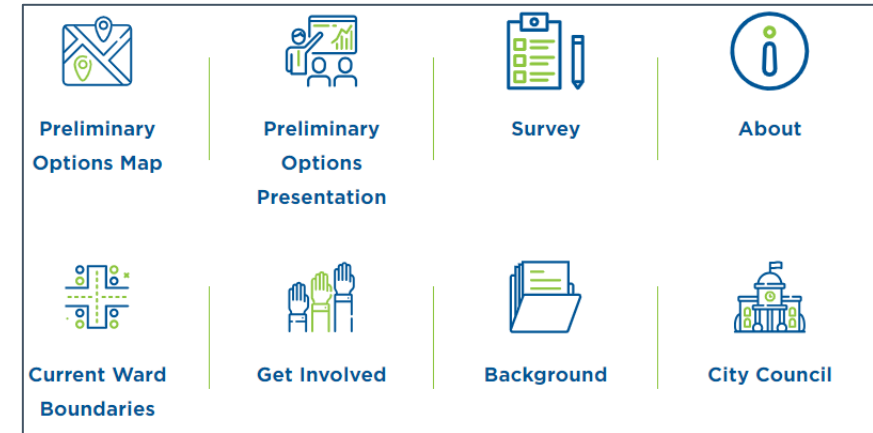 Preliminary
Options Map
Preliminary
Options
Presentation
Survey
About
Current Ward
Boundaries
Get Involved
Background
City Council